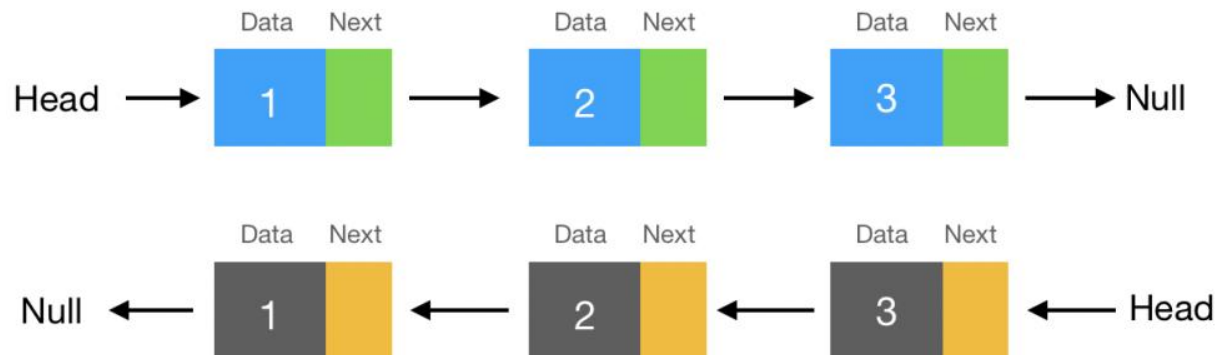 Data Next Data Next Data Next
Head 1 2 3 Null
Data Next Data Next Data Next
Null 1 2 3 Head